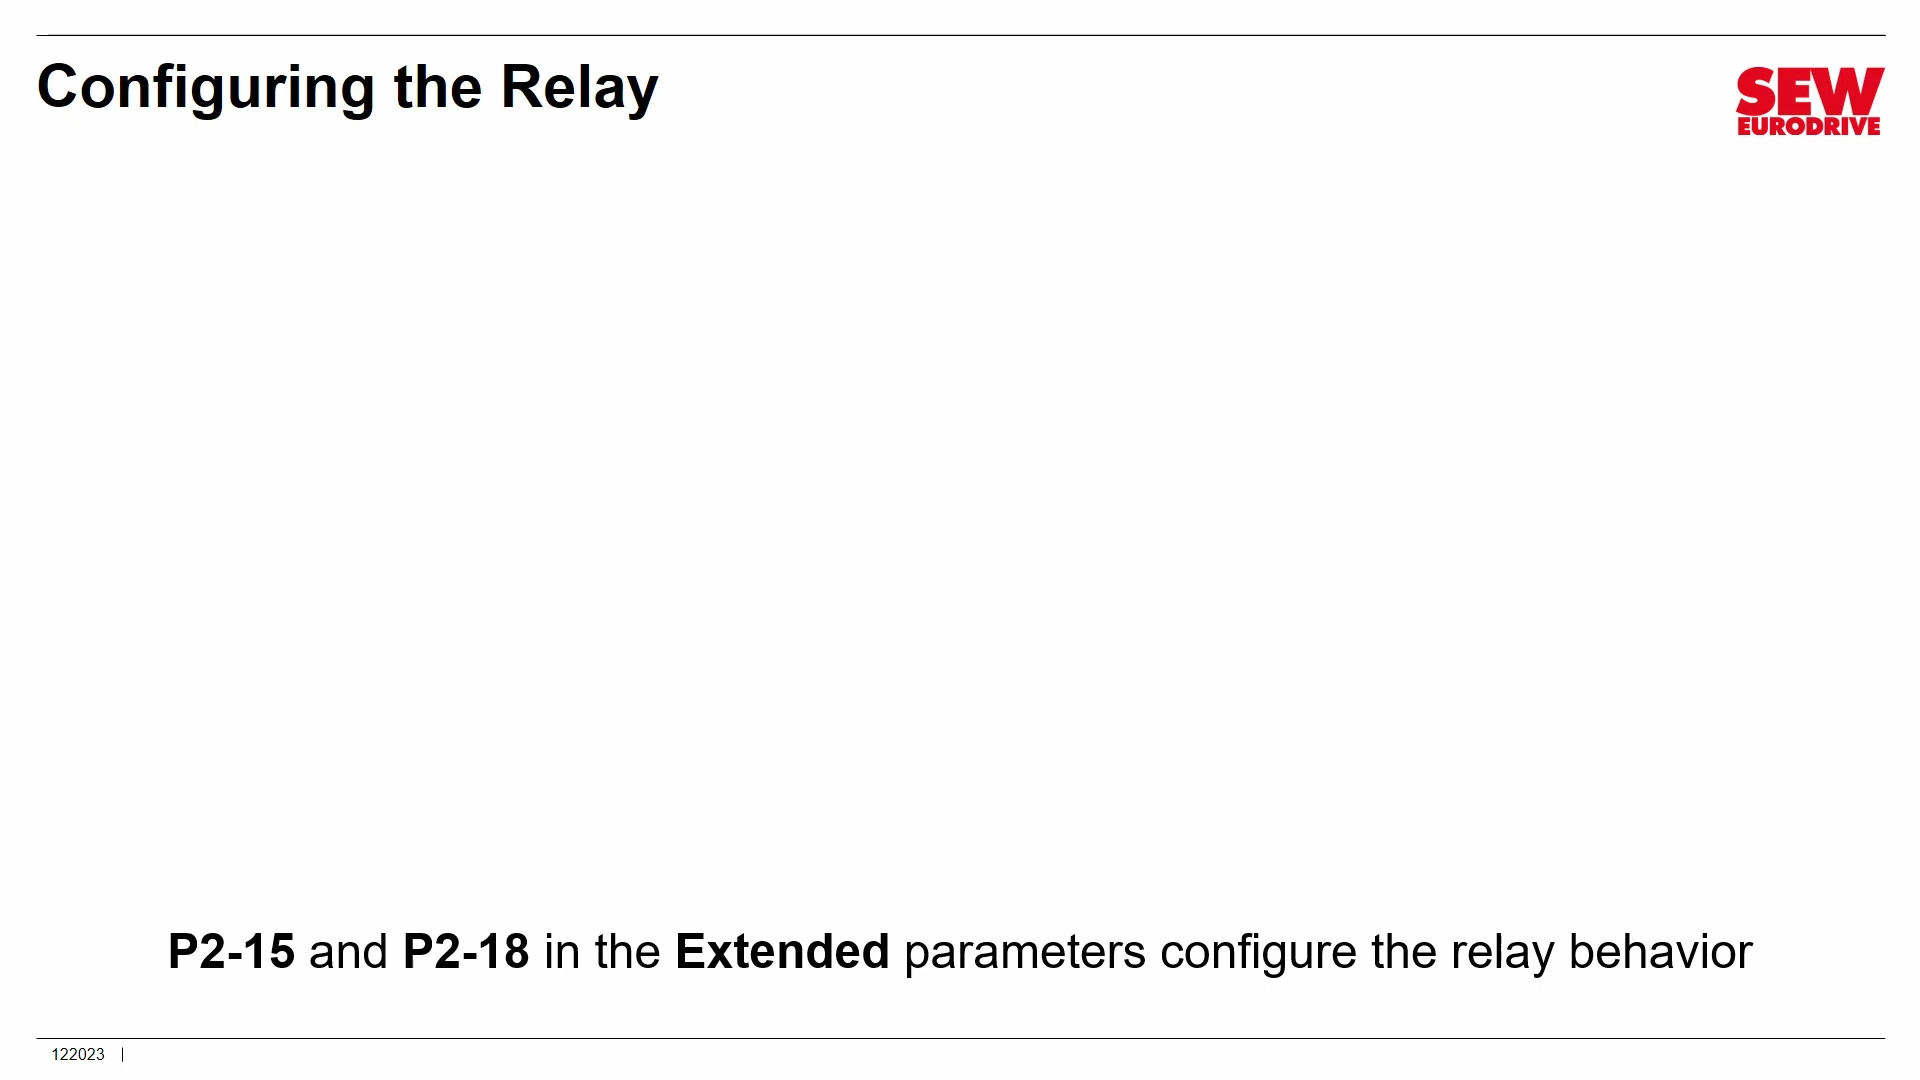 Configuring the Relay
SEW
EURODRIVE
P2-15 and P2-18 in the Extended parameters configure the relay behavior
122023 |